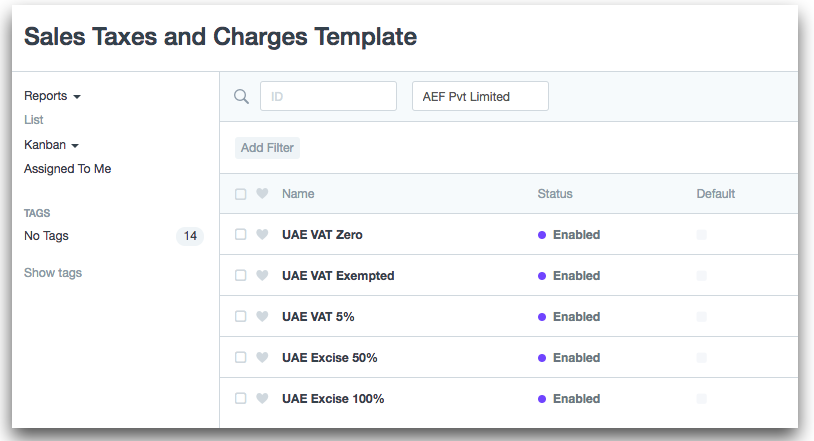 Sales Taxes and Charges Template
Reports
List
Kanban
Assigned To Me
TAGS
No Tags 14
Show tags
ID AEF Pvt Limited
Add Filter
Name Status Default
UAE VAT Zero Enabled
UAE VAT Exempted Enabled
UAE VAT 5% Enabled
UAE Excise 50% Enabled
UAE Excise 100% Enabled